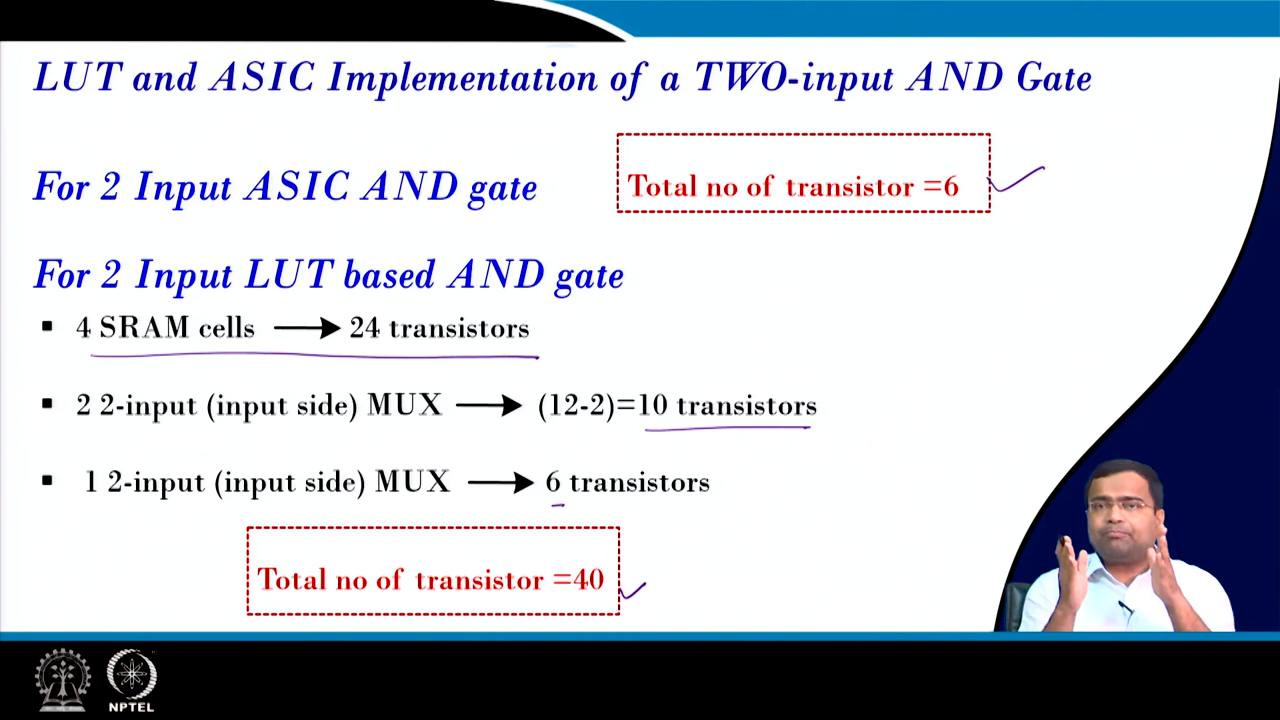 LUT and ASIC Implementation of a TWO-input AND Gate
For 2 Input ASIC AND gate
Total no of transistor =6
For 2 Input LUT based AND gate
▪ 4 SRAM cells → 24 transistors
▪ 2 2-input (input side) MUX → (12-2)=10 transistors
▪ 1 2-input (input side) MUX → 6 transistors
Total no of transistor =40
NPTEL